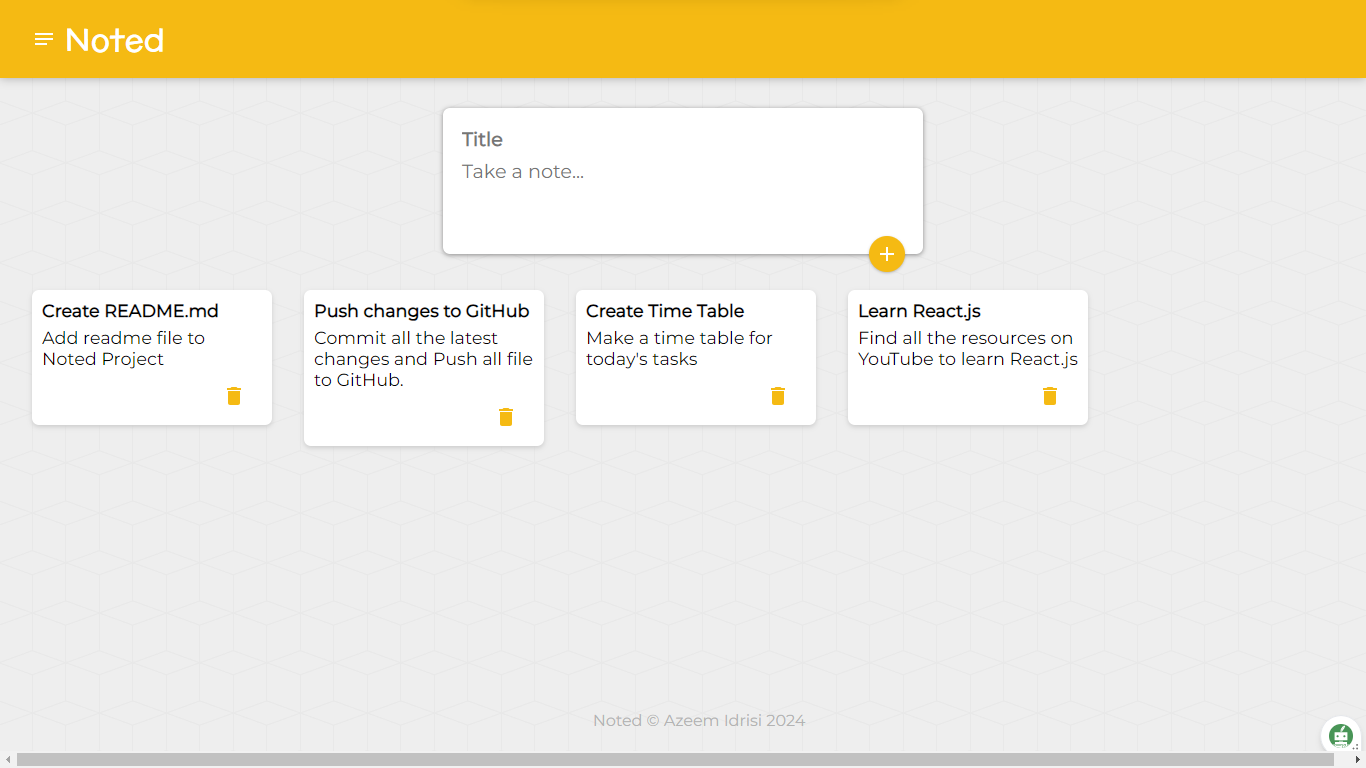 Noted
Title
Take a note...
Create README.md
Add readme file to
Noted Project
Push changes to GitHub
Commit all the latest
changes and Push all file
to GitHub.
Create Time Table
Make a time table for
today's tasks
Learn React.js
Find all the resources on
YouTube to learn React.js
Noted © Azeem Idrisi 2024